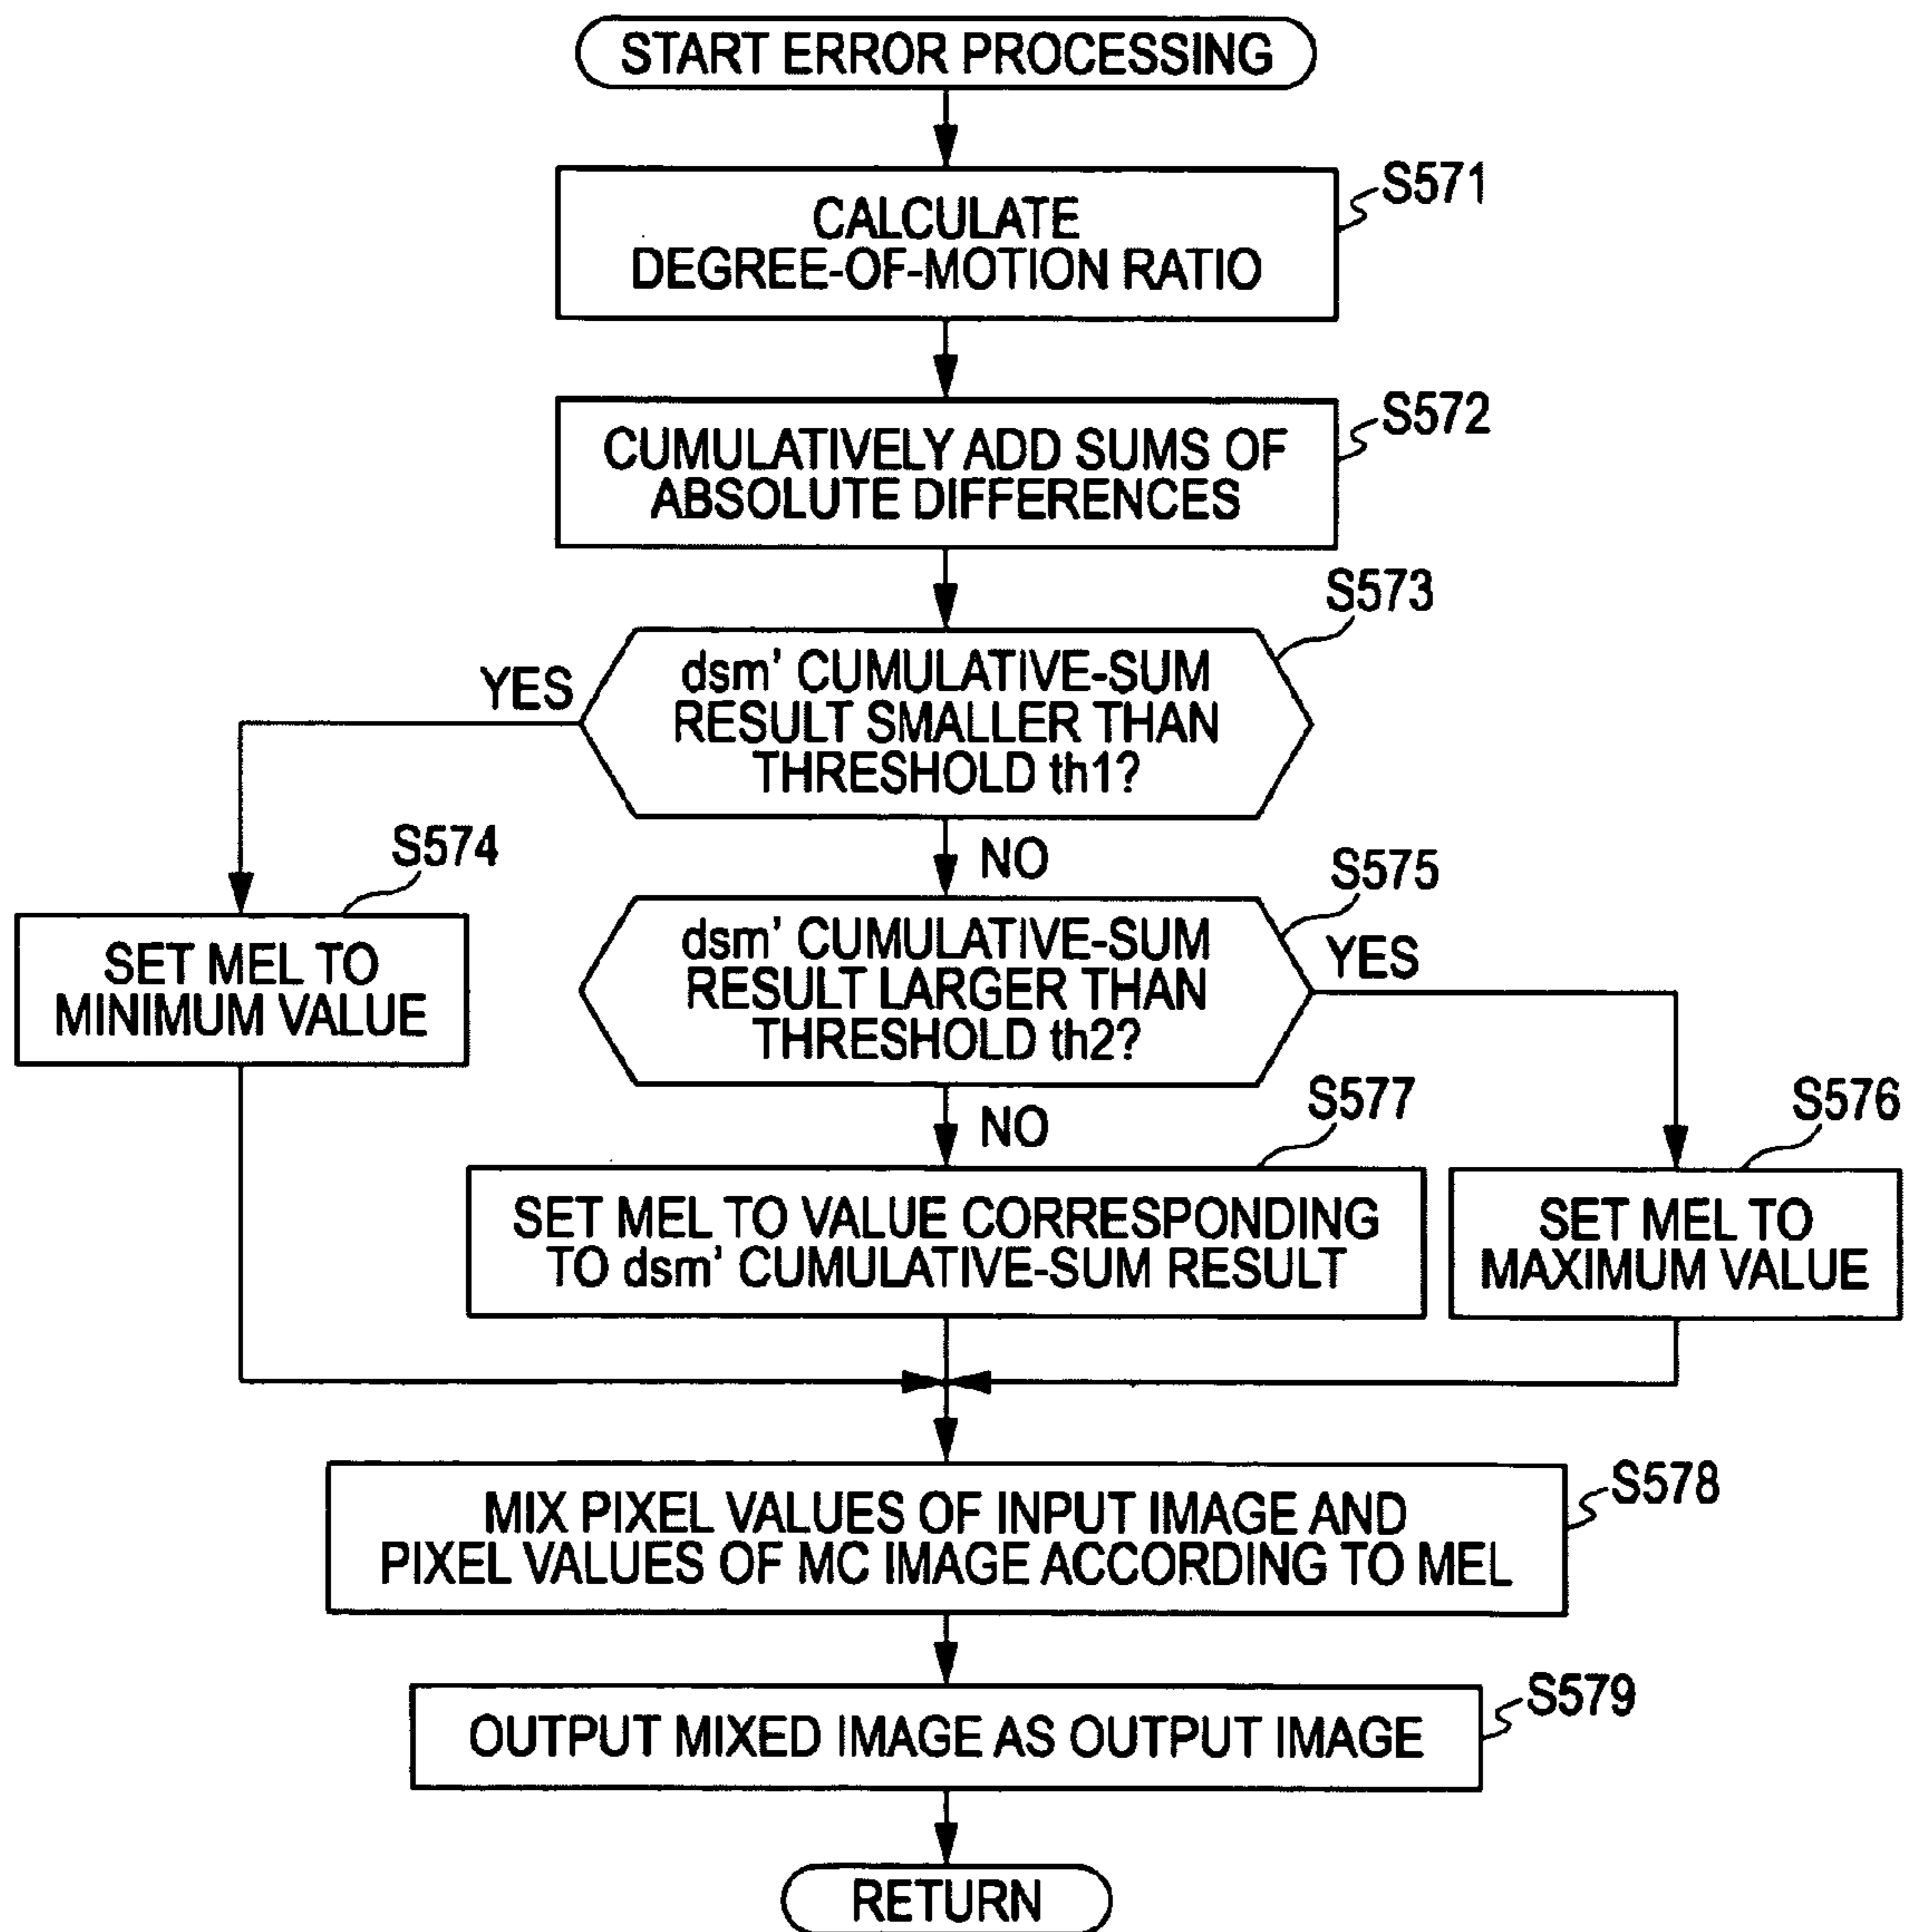 START ERROR PROCESSING
S571
CALCULATE
DEGREE-OF-MOTION RATIO
S572
CUMULATIVELY ADD SUMS OF
ABSOLUTE DIFFERENCES
S573
YES
dsm' CUMULATIVE-SUM
RESULT SMALLER THAN
THRESHOLD th1?
S574
NO
S575
SET MEL TO
MINIMUM VALUE
dsm' CUMULATIVE-SUM
RESULT LARGER THAN
THRESHOLD th2?
YES
NO
S577
S576
SET MEL TO VALUE CORRESPONDING
TO dsm' CUMULATIVE-SUM RESULT
SET MEL TO
MAXIMUM VALUE
S578
MIX PIXEL VALUES OF INPUT IMAGE AND
PIXEL VALUES OF MC IMAGE ACCORDING TO MEL
S579
OUTPUT MIXED IMAGE AS OUTPUT IMAGE
RETURN